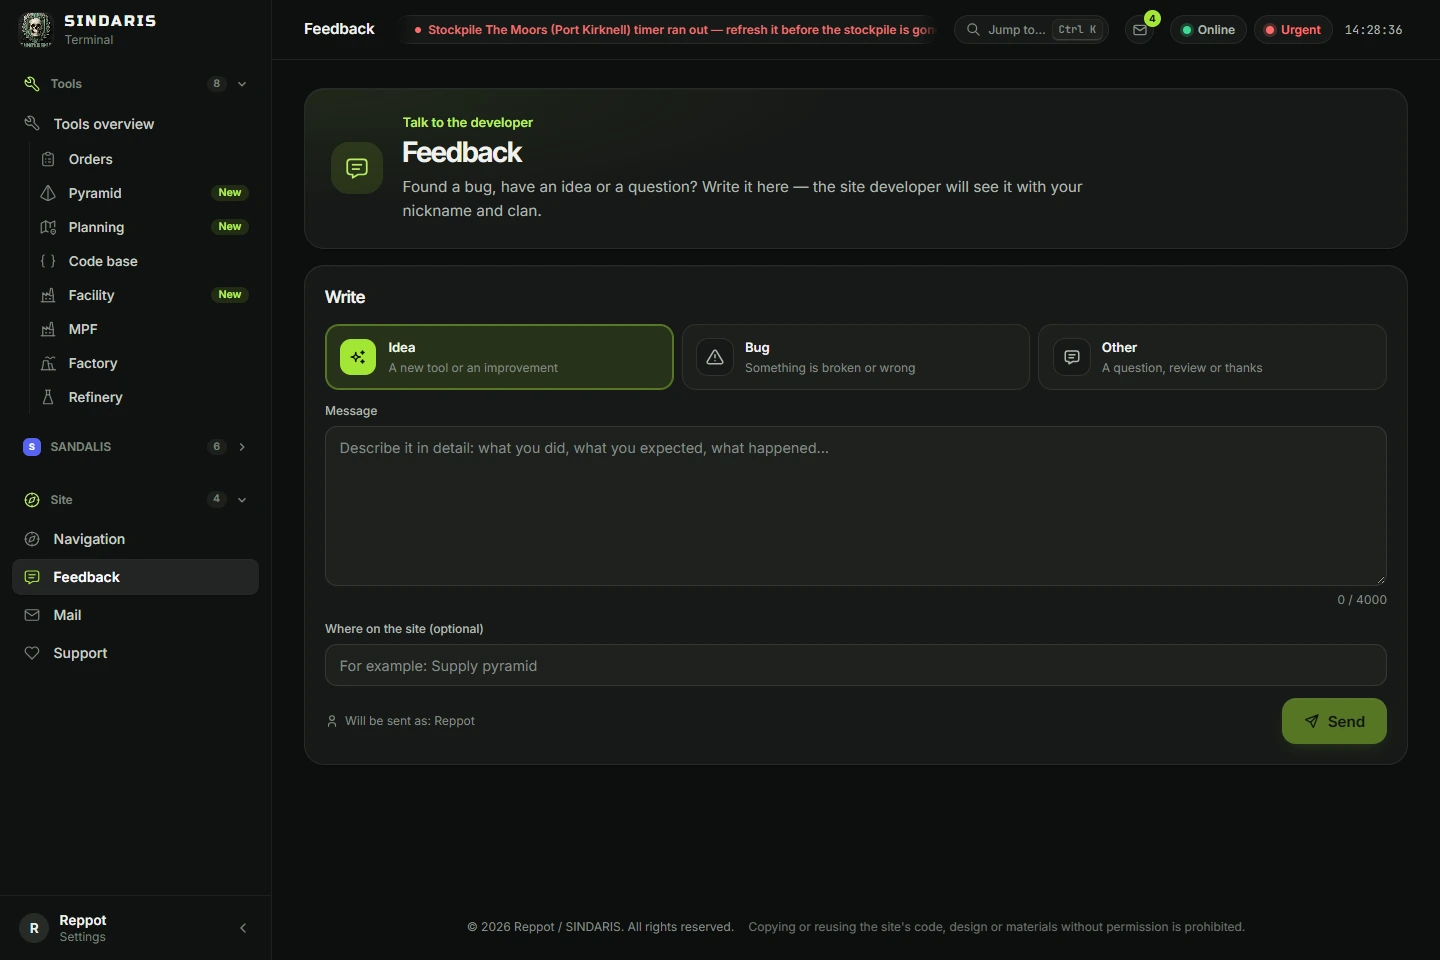 SINDARIS
Terminal
Tools
8
Tools overview
Orders
Pyramid
New
Planning
New
Code base
Facility
New
MPF
Factory
Refinery
S
SANDALIS
6
Site
4
Navigation
Feedback
Mail
Support
R
Reppot
Settings
Feedback
Stockpile The Moors (Port Kirknell) timer ran out — refresh it before the stockpile is gon
Jump to...
Ctrl K
4
Online
Urgent
14:28:36
Talk to the developer
Feedback
Found a bug, have an idea or a question? Write it here — the site developer will see it with your
nickname and clan.
Write
Idea
A new tool or an improvement
Bug
Something is broken or wrong
Other
A question, review or thanks
Message
Describe it in detail: what you did, what you expected, what happened...
0 / 4000
Where on the site (optional)
For example: Supply pyramid
Will be sent as: Reppot
Send
© 2026 Reppot / SINDARIS. All rights reserved. Copying or reusing the site's code, design or materials without permission is prohibited.